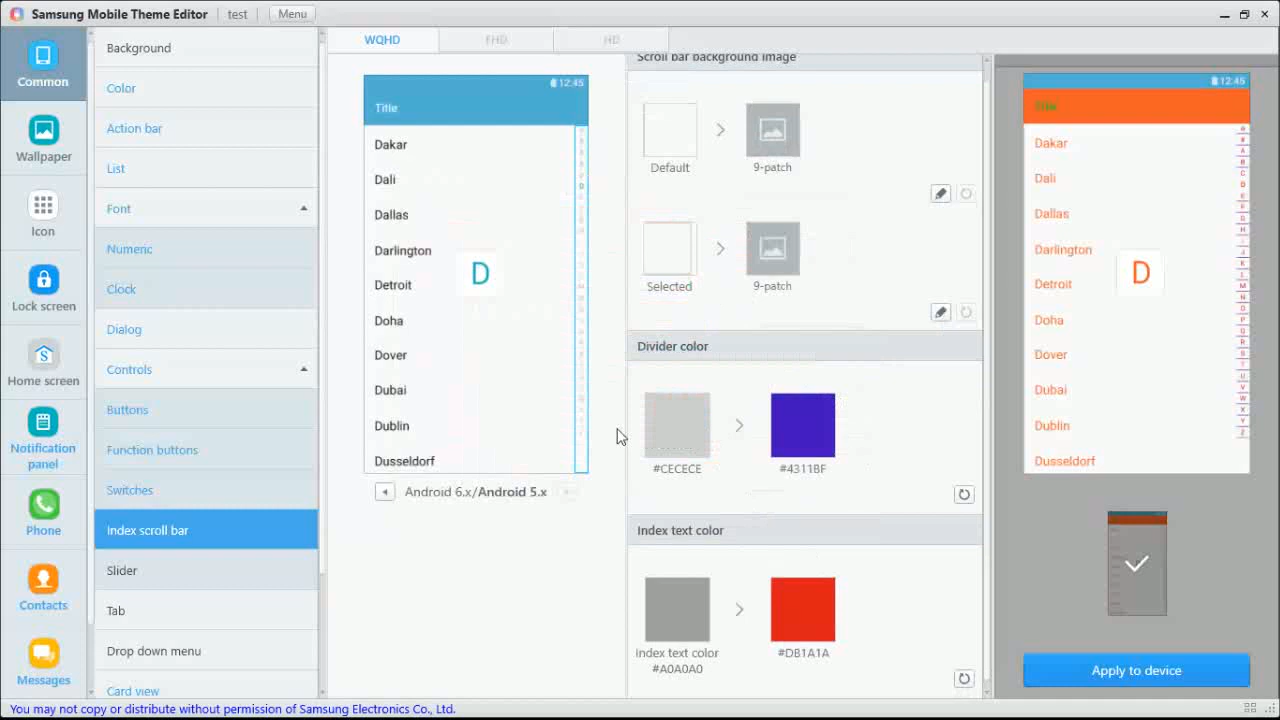 Samsung Mobile Theme Editor
test
Menu
Common
Wallpaper
Icon
Lock screen
Home screen
Notification
panel
Phone
Contacts
Messages
Background
Color
Action bar
List
Font
Numeric
Clock
Dialog
Controls
Buttons
Function buttons
Switches
Index scroll bar
Slider
Tab
Drop down menu
Card view
WQHD
FHD
HD
12:45
Title
Dakar
Dali
Dallas
Darlington
Detroit
Doha
Dover
Dubai
Dublin
Dusseldorf
D
Android 6.x/Android 5.x
Scroll bar background image
Default
9-patch
Selected
9-patch
Divider color
#CECECE
#4311BF
Index text color
Index text color
#A0A0A0
#DB1A1A
12:45
Title
Dakar
Dali
Dallas
Darlington
Detroit
Doha
Dover
Dubai
Dublin
Dusseldorf
D
Apply to device
You may not copy or distribute without permission of Samsung Electronics Co., Ltd.